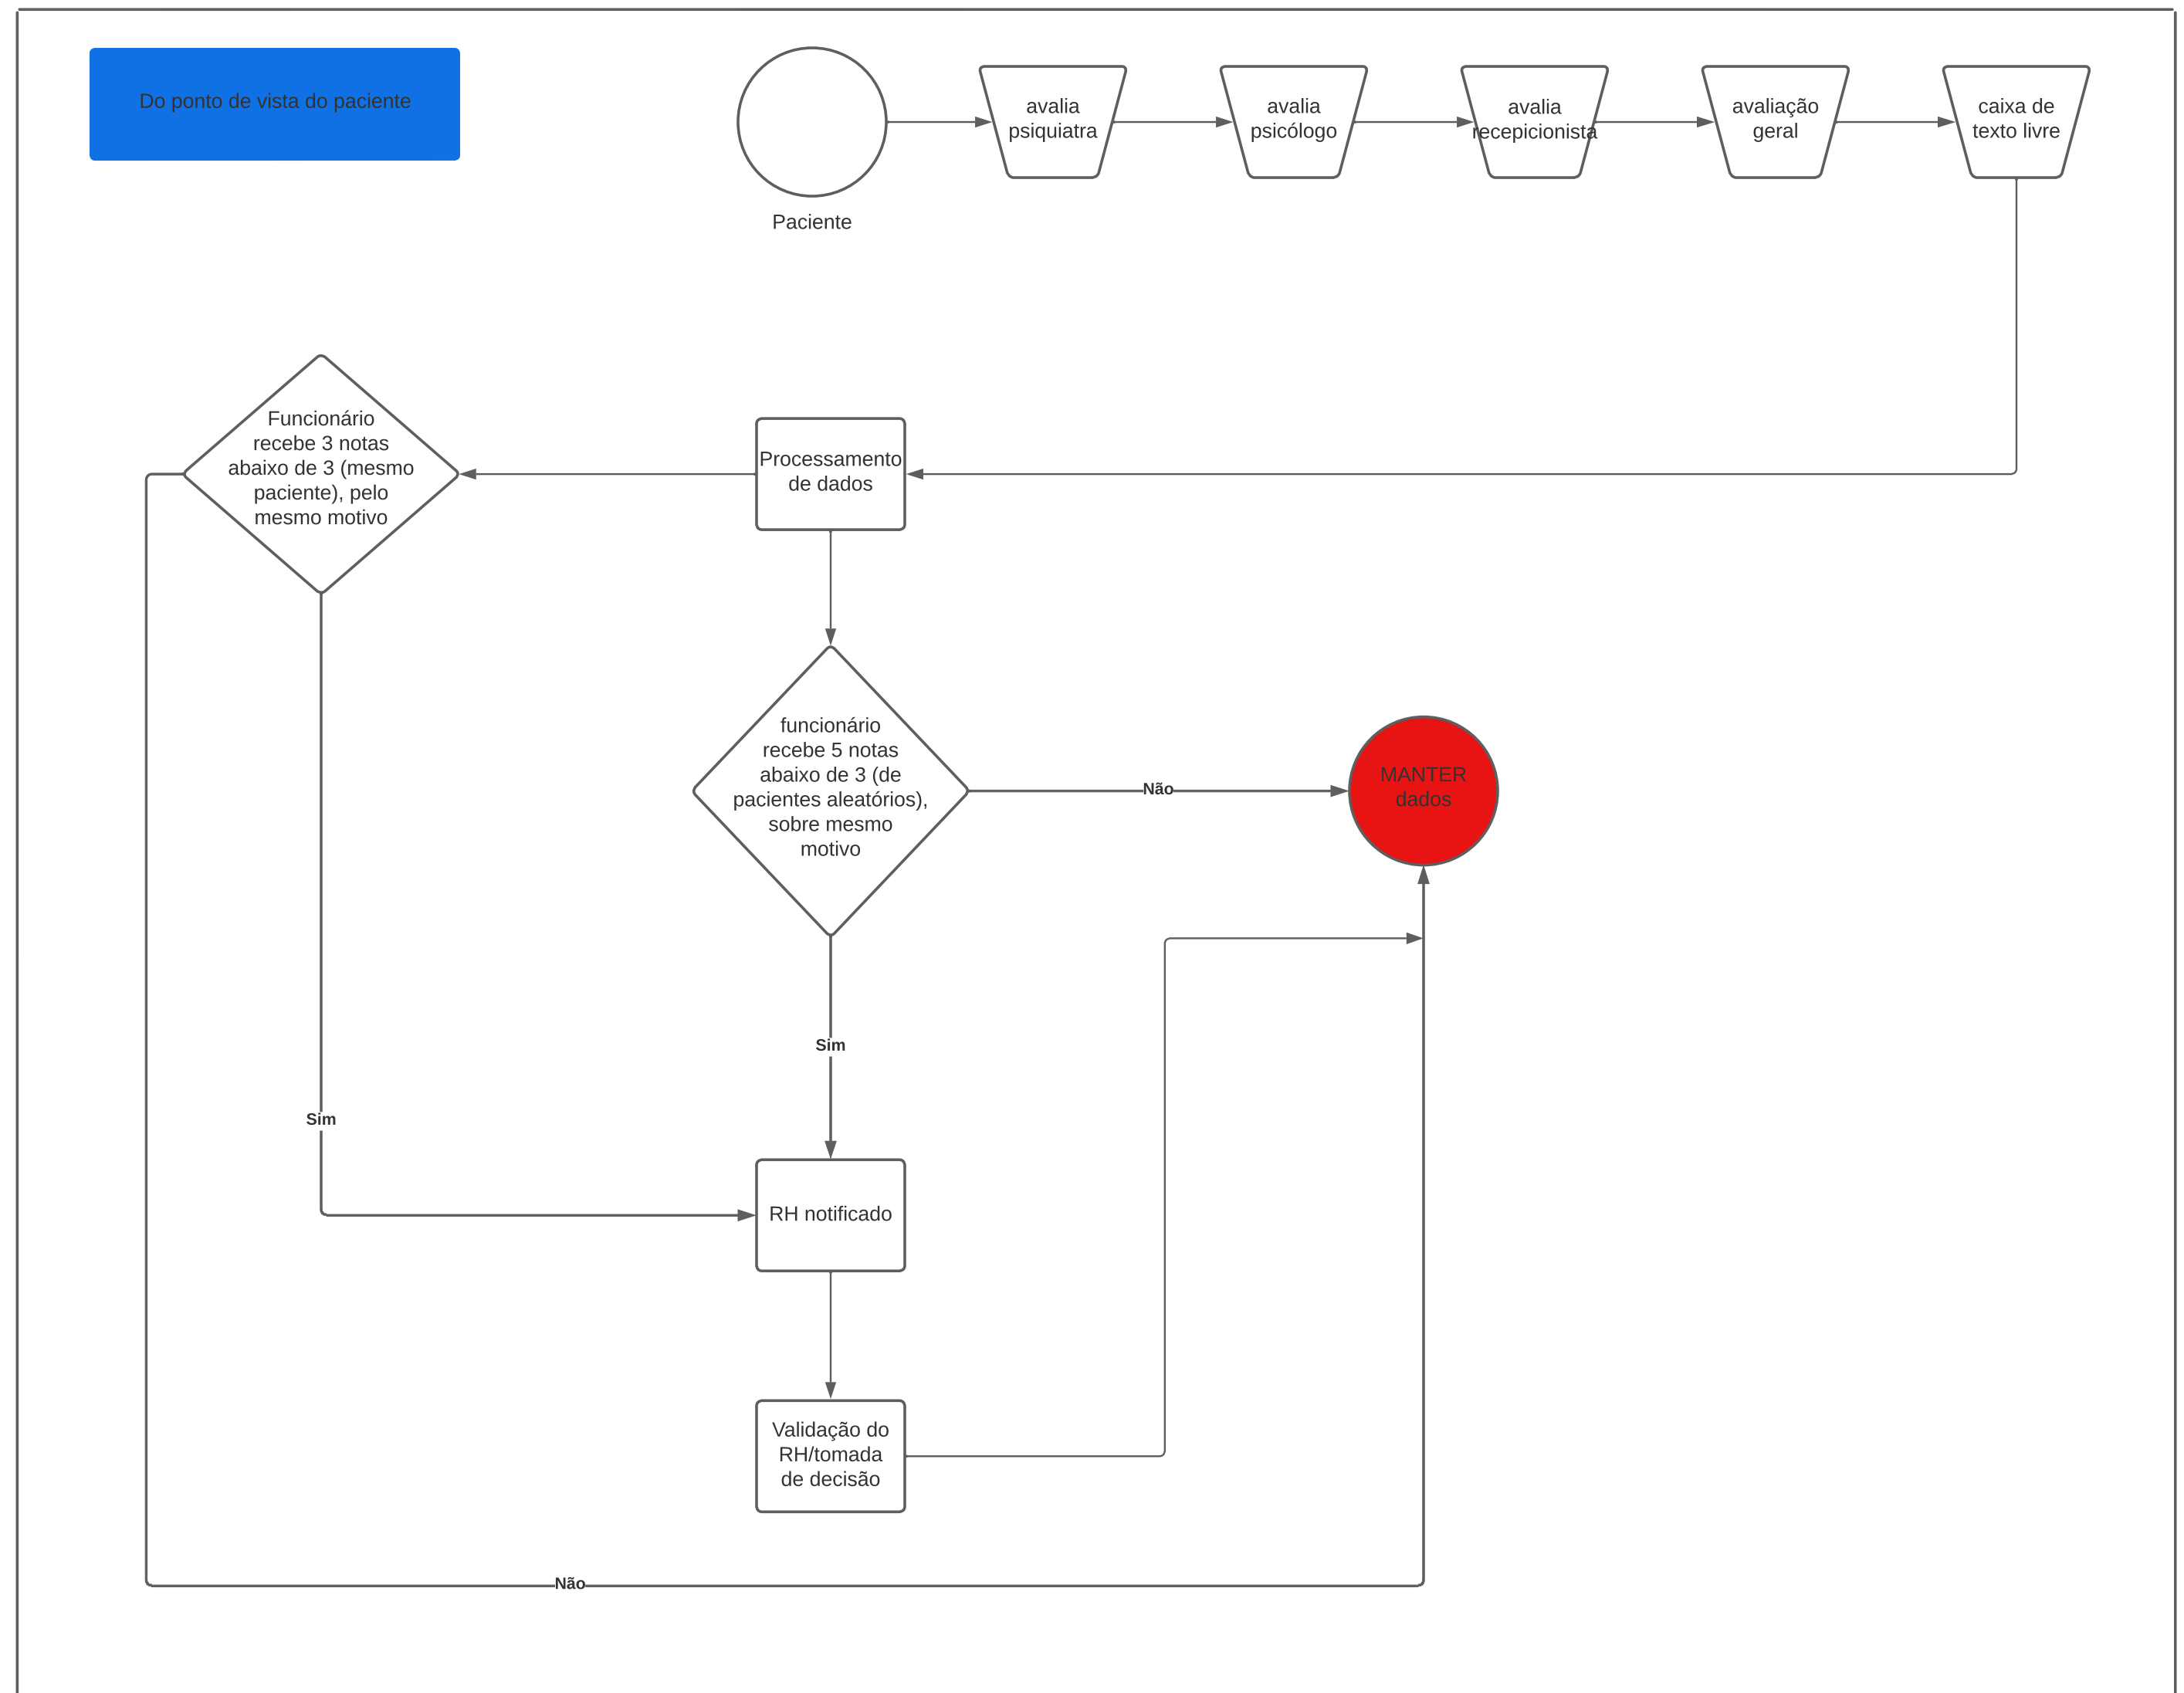 Do ponto de vista do paciente
Paciente
avalia
psiquiatra
avalia
psicólogo
avalia
recepicionista
avaliação
geral
caixa de
texto livre
Funcionário
recebe 3 notas
abaixo de 3 (mesmo
paciente), pelo
mesmo motivo
Processamento
de dados
funcionário
recebe 5 notas
abaixo de 3 (de
pacientes aleatórios),
sobre mesmo
motivo
Não
MANTER
dados
Sim
Sim
RH notificado
Validação do
RH/tomada
de decisão
Não